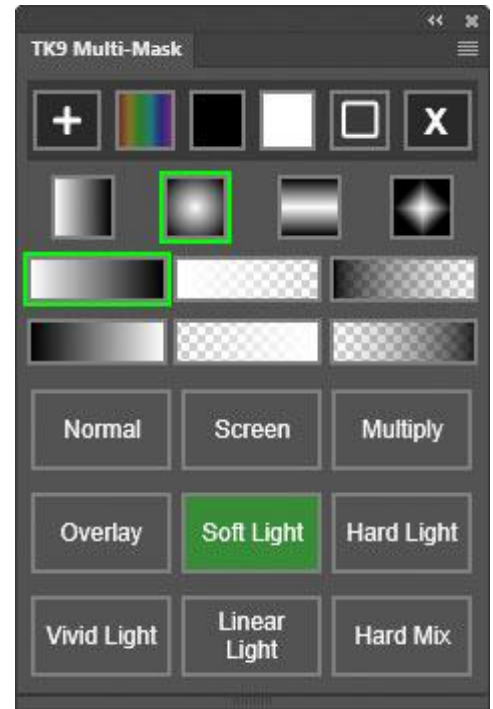 TK9 Multi-Mask
X
Normal
Screen
Multiply
Overlay
Soft Light
Hard Light
Vivid Light
Linear
Light
Hard Mix